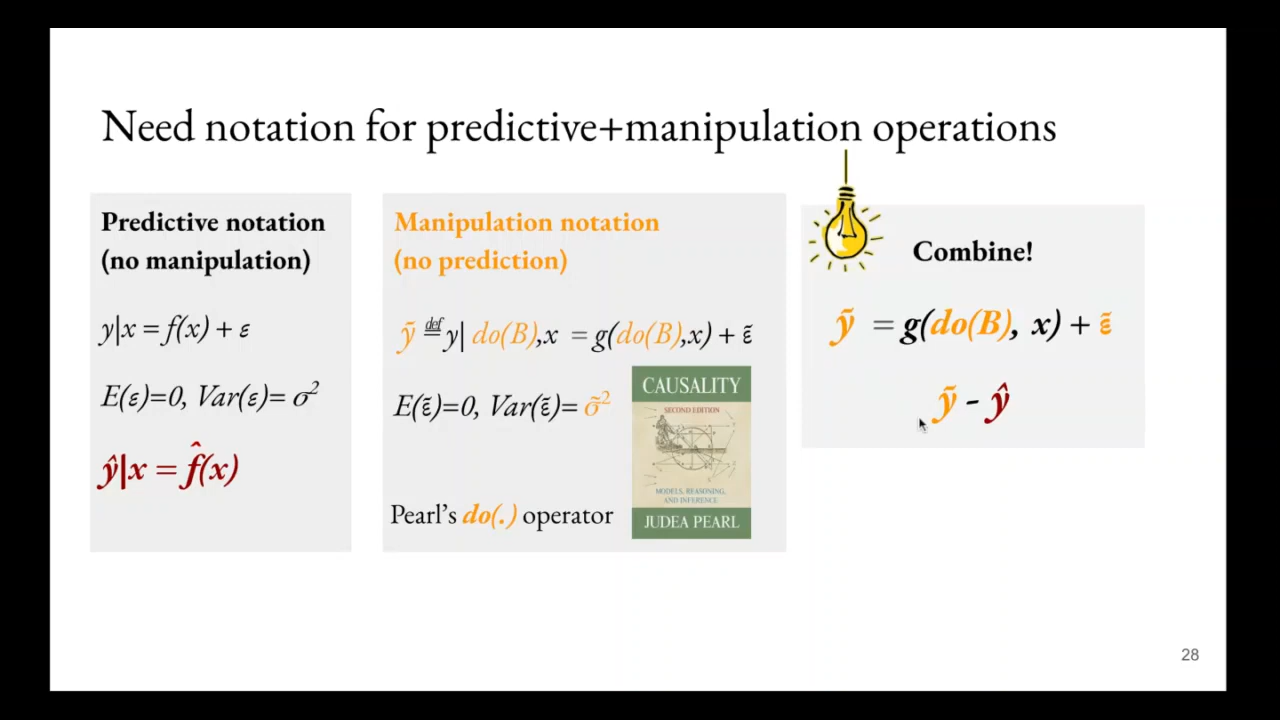 Need notation for predictive+manipulation operations
Predictive notation
(no manipulation)
y|x = f(x) + ε
E(ε)=0, Var(ε)= σ²
ŷ|x = f̂(x)
Manipulation notation
(no prediction)
ỹ ≝ y| do(B),x = g(do(B),x) + ε̃
E(ε̃)=0, Var(ε̃)= σ̃²
Pearl's do(.) operator
CAUSALITY
SECOND EDITION
MODELS, REASONING,
AND INFERENCE
JUDEA PEARL
Combine!
ỹ = g(do(B), x) + ε̃
ỹ - ŷ
28